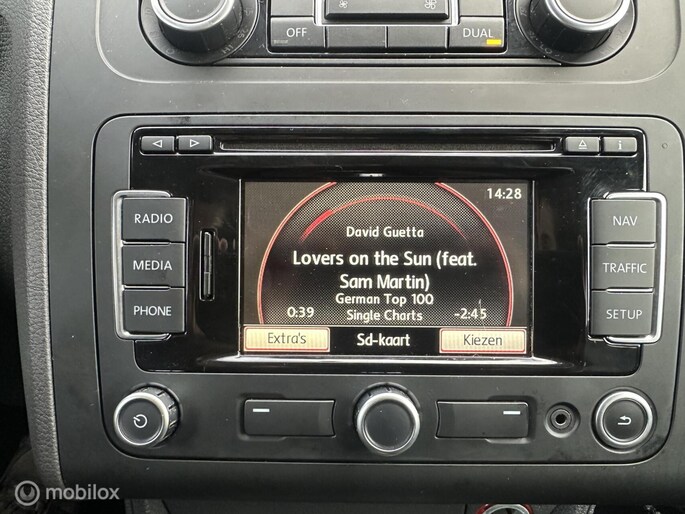 OFF
DUAL
RADIO
MEDIA
PHONE
14:28
David Guetta
Lovers on the Sun (feat.
Sam Martin)
German Top 100
0:39 Single Charts -2:45
Extra's Sd-kaart Kiezen
NAV
TRAFFIC
SETUP
mobilox